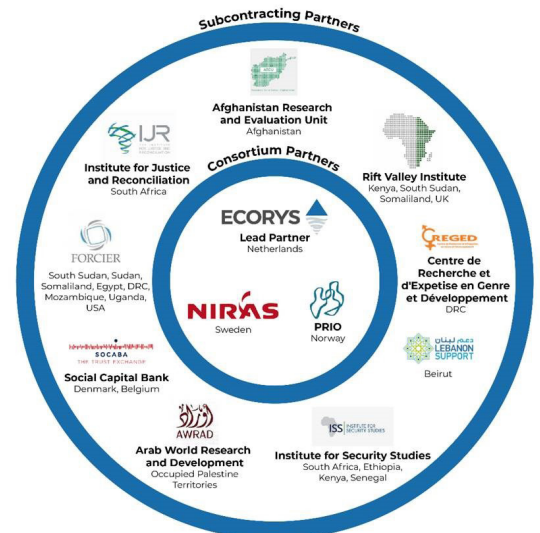 Subcontracting Partners
Afghanistan Research
and Evaluation Unit
Afghanistan
IJR
Institute for Justice
and Reconciliation
South Africa
Rift Valley Institute
Kenya, South Sudan,
Somaliland, UK
Consortium Partners
ECORYS
Lead Partner
Netherlands
NIRAS
Sweden
PRIO
Norway
FORCIER
South Sudan, Sudan,
Somaliland, Egypt, DRC,
Mozambique, Uganda,
USA
CREGED
Centre de
Recherche et
d'Expetise en Genre
et Développement
DRC
دعم لبنان
LEBANON
SUPPORT
Beirut
SOCABA
THE TRUST EXCHANGE
Social Capital Bank
Denmark, Belgium
أوراد
AWRAD
Arab World Research
and Development
Occupied Palestine
Territories
ISS INSTITUTE FOR
SECURITY STUDIES
Institute for Security Studies
South Africa, Ethiopia,
Kenya, Senegal